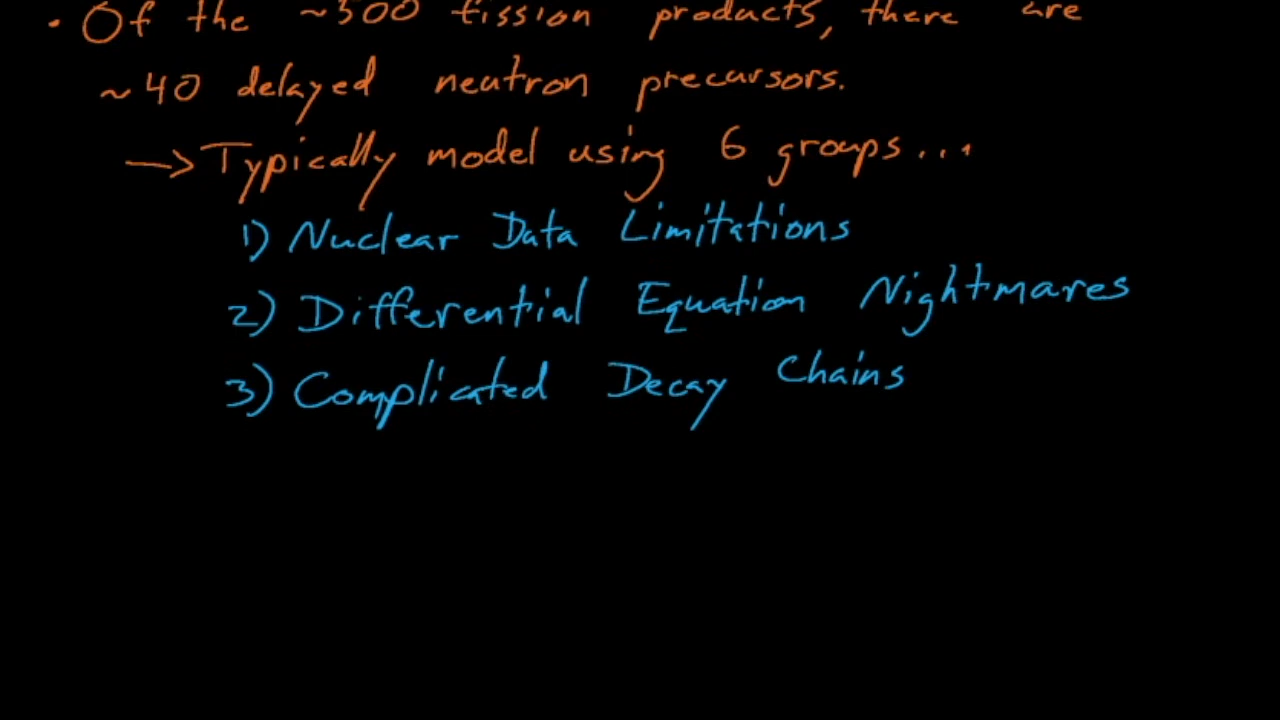 • Of the ~500 fission products, there are
~40 delayed neutron precursors.
→ Typically model using 6 groups...
1) Nuclear Data Limitations
2) Differential Equation Nightmares
3) Complicated Decay Chains